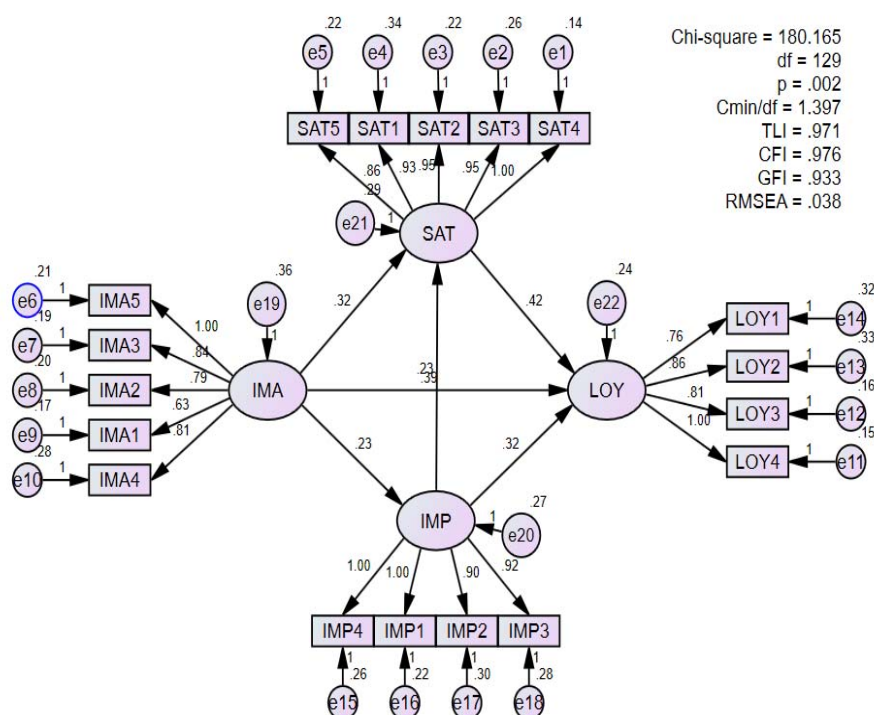 Chi-square = 180.165
df = 129
p = .002
Cmin/df = 1.397
TLI = .971
CFI = .976
GFI = .933
RMSEA = .038
.22 .34 .22 .26 .14
e5 e4 e3 e2 e1
1 1 1 1 1
SAT5 SAT1 SAT2 SAT3 SAT4
.86 .93 .95 .95 1.00
.29
e21 1 SAT
.21 .36 .24 .32
e6 1 IMA5 e19 .32 .42 e22 LOY1 1 e14
.19 1 1 .76 .33
e7 1 IMA3 1.00 .84 .23 .86 LOY2 1 e13
.20 .16
e8 1 IMA2 .79 IMA .39 LOY .81 LOY3 1 e12
.17 .63 1.00 .15
e9 1 IMA1 .81 .23 .32 LOY4 1 e11
.28
e10 1 IMA4
IMP 1 .27
e20
1.00 1.00 .90 .92
IMP4 IMP1 IMP2 IMP3
1 1 1 1
.26 .22 .30 .28
e15 e16 e17 e18